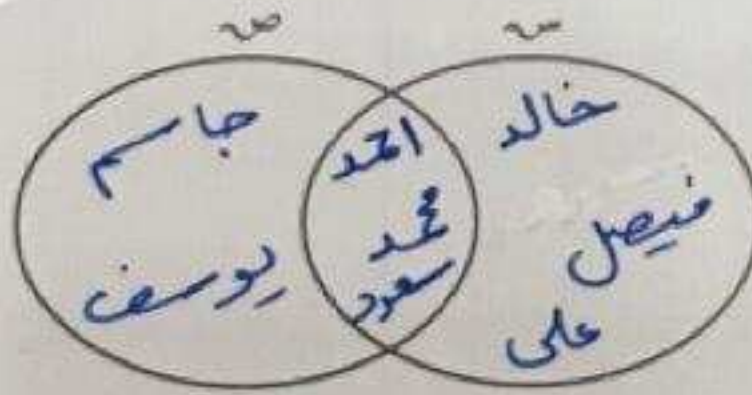 س ص
خالد
فيصل
على
احمد
محمد
سعود
جاسم
يوسف